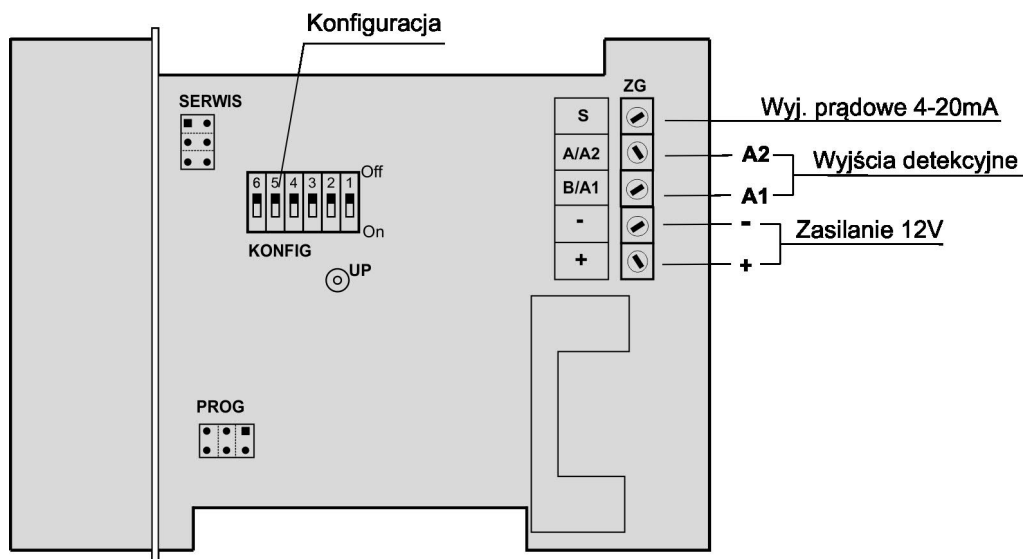 Konfiguracja
SERWIS
6 5 4 3 2 1
Off
On
KONFIG
UP
PROG
ZG
S
A/A2
B/A1
-
+
Wyj. prądowe 4-20mA
A2
A1
Wyjścia detekcyjne
-
+
Zasilanie 12V